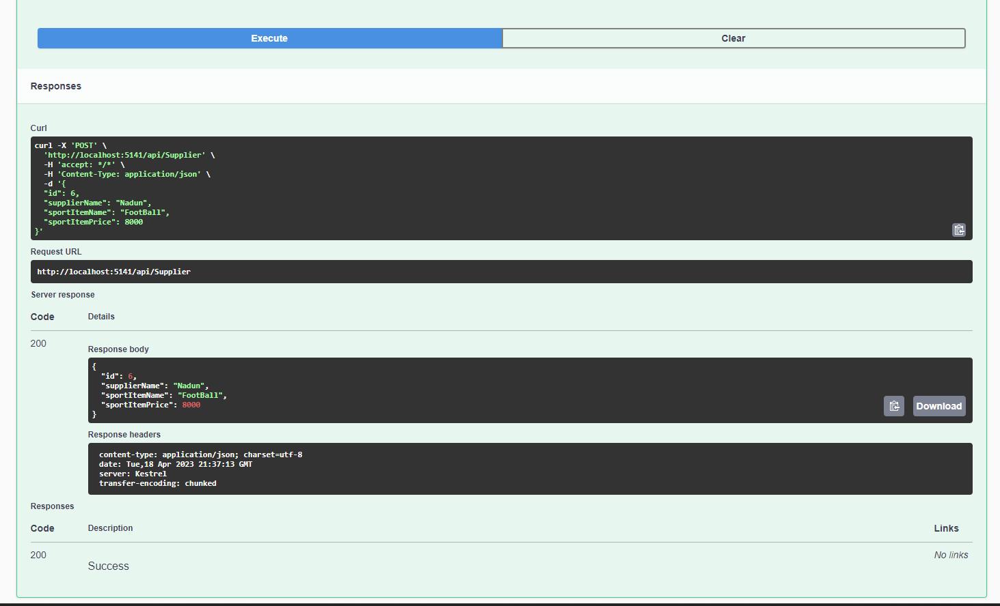 Execute
Clear
Responses
Curl
curl -X 'POST' \
'http://localhost:5141/api/Supplier' \
-H 'accept: */*' \
-H 'Content-Type: application/json' \
-d '{
"id": 6,
"supplierName": "Nadun",
"sportItemName": "FootBall",
"sportItemPrice": 8000
}'
Request URL
http://localhost:5141/api/Supplier
Server response
Code Details
200
Response body
{
"id": 6,
"supplierName": "Nadun",
"sportItemName": "FootBall",
"sportItemPrice": 8000
}
Download
Response headers
content-type: application/json; charset=utf-8
date: Tue,18 Apr 2023 21:37:13 GMT
server: Kestrel
transfer-encoding: chunked
Responses
Code Description Links
200 No links
Success